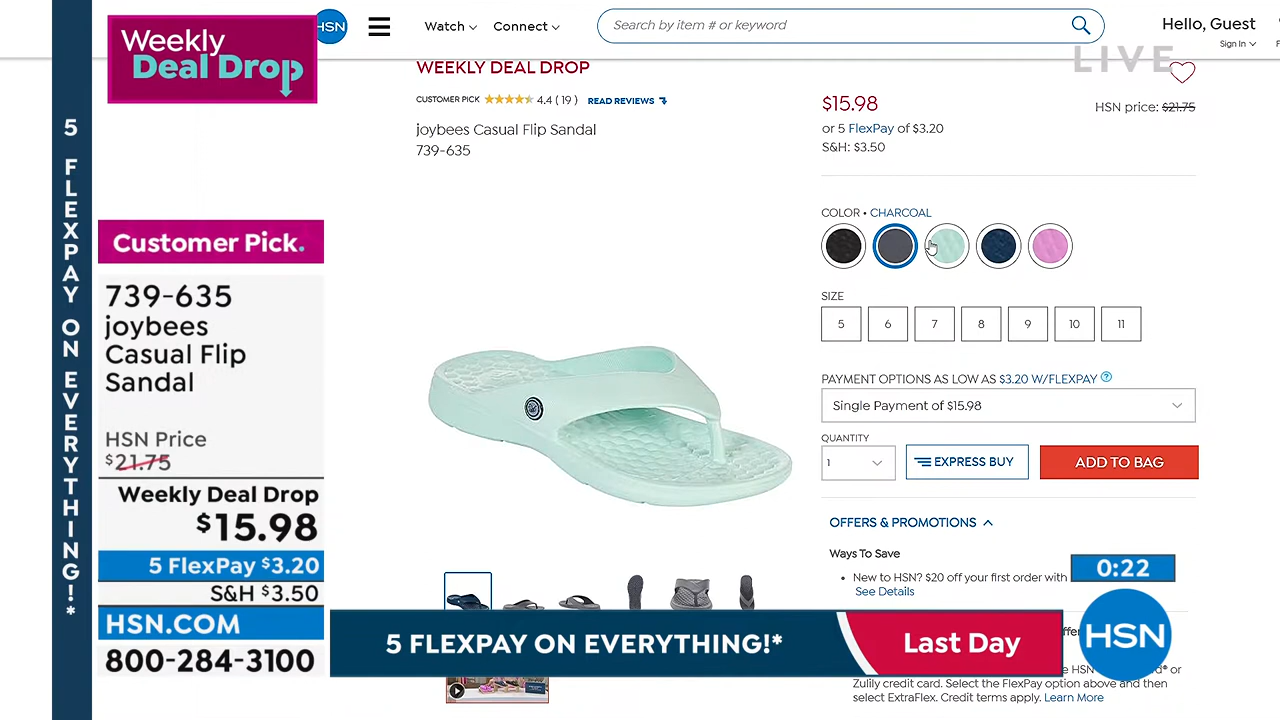 5 FLEXPAY ON EVERYTHING!*
Weekly
Deal Drop
HSN
Watch
Connect
Search by item # or keyword
Hello, Guest
Sign In
LIVE
WEEKLY DEAL DROP
CUSTOMER PICK 4.4 ( 19 ) READ REVIEWS
joybees Casual Flip Sandal
739-635
$15.98
HSN price: $21.75
or 5 FlexPay of $3.20
S&H: $3.50
COLOR • CHARCOAL
SIZE
5 6 7 8 9 10 11
PAYMENT OPTIONS AS LOW AS $3.20 W/FLEXPAY ?
Single Payment of $15.98
QUANTITY
1
EXPRESS BUY
ADD TO BAG
OFFERS & PROMOTIONS
Ways To Save
• New to HSN? $20 off your first order with
See Details
HSN
or
Zulily credit card. Select the FlexPay option above and then
select ExtraFlex. Credit terms apply. Learn More
Customer Pick.
739-635
joybees
Casual Flip
Sandal
HSN Price
$21.75
Weekly Deal Drop
$15.98
5 FlexPay $3.20
S&H $3.50
HSN.COM
800-284-3100
5 FLEXPAY ON EVERYTHING!*
Last Day
0:22
HSN